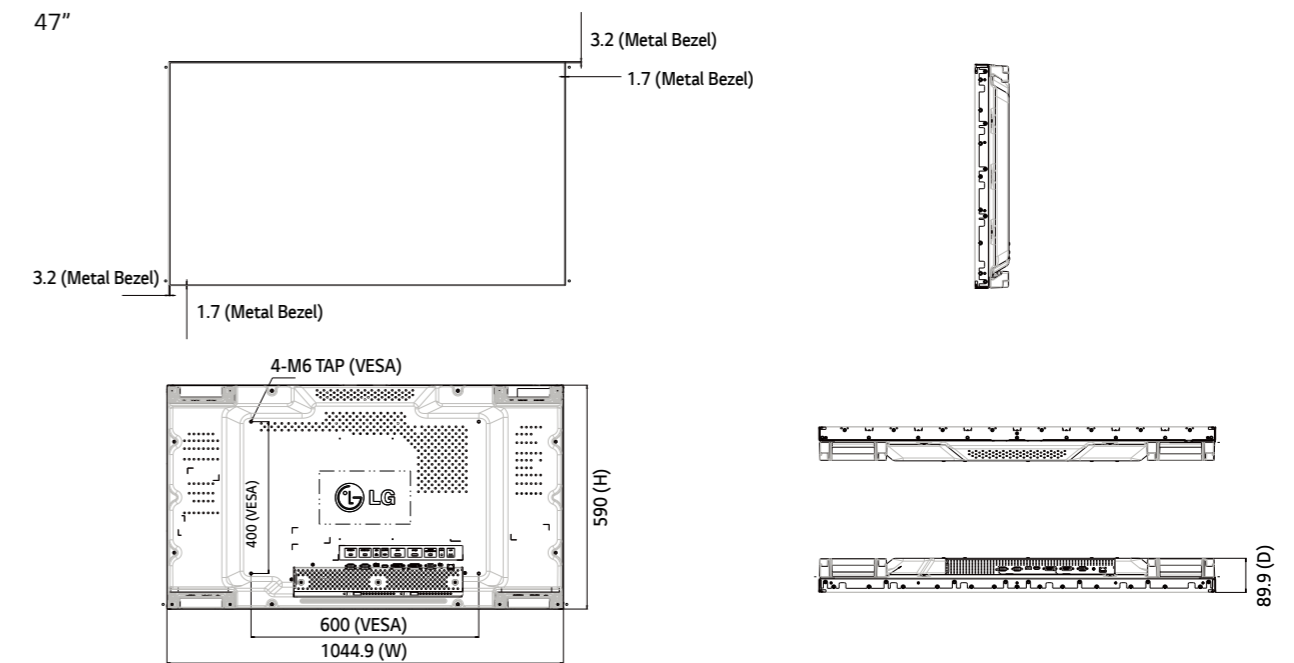 47”
3.2 (Metal Bezel)
1.7 (Metal Bezel)
3.2 (Metal Bezel)
1.7 (Metal Bezel)
4-M6 TAP (VESA)
400 (VESA)
LG
590 (H)
600 (VESA)
1044.9 (W)
89.9 (D)